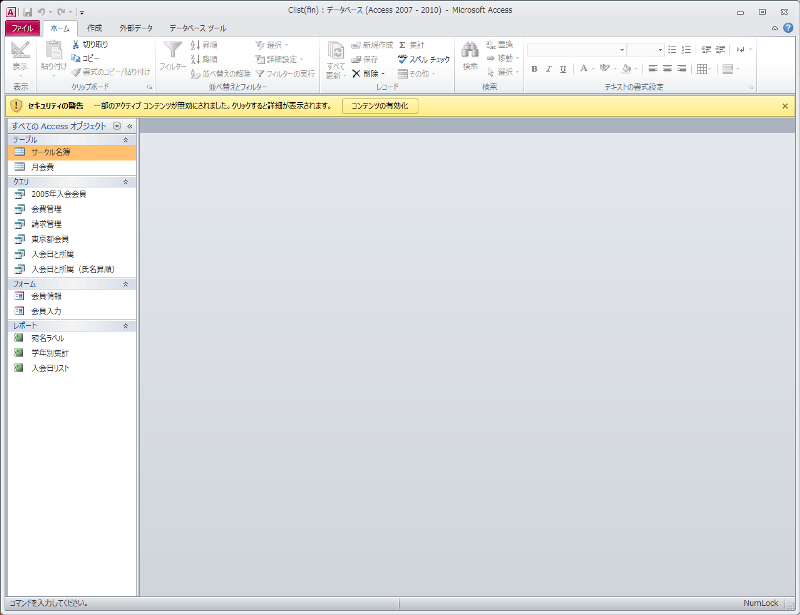 Clist(fin) : データベース (Access 2007 - 2010) - Microsoft Access
ファイル ホーム 作成 外部データ データベース ツール
表示
表示
貼り付け
切り取り
コピー
書式のコピー/貼り付け
クリップボード
フィルター
昇順
降順
並べ替えの解除
選択
詳細設定
フィルターの実行
並べ替えとフィルター
すべて
更新
新規作成
保存
削除
集計
スペル チェック
その他
レコード
検索
置換
移動
選択
検索
B I U A
テキストの書式設定
セキュリティの警告 一部のアクティブ コンテンツが無効にされました。クリックすると詳細が表示されます。 コンテンツの有効化
すべての Access オブジェクト
テーブル
サークル名簿
月会費
クエリ
2005年入会会員
会費管理
請求管理
東京都会員
入会日と所属
入会日と所属(氏名昇順)
フォーム
会員情報
会員入力
レポート
宛名ラベル
学年別集計
入会日リスト
コマンドを入力してください。 NumLock